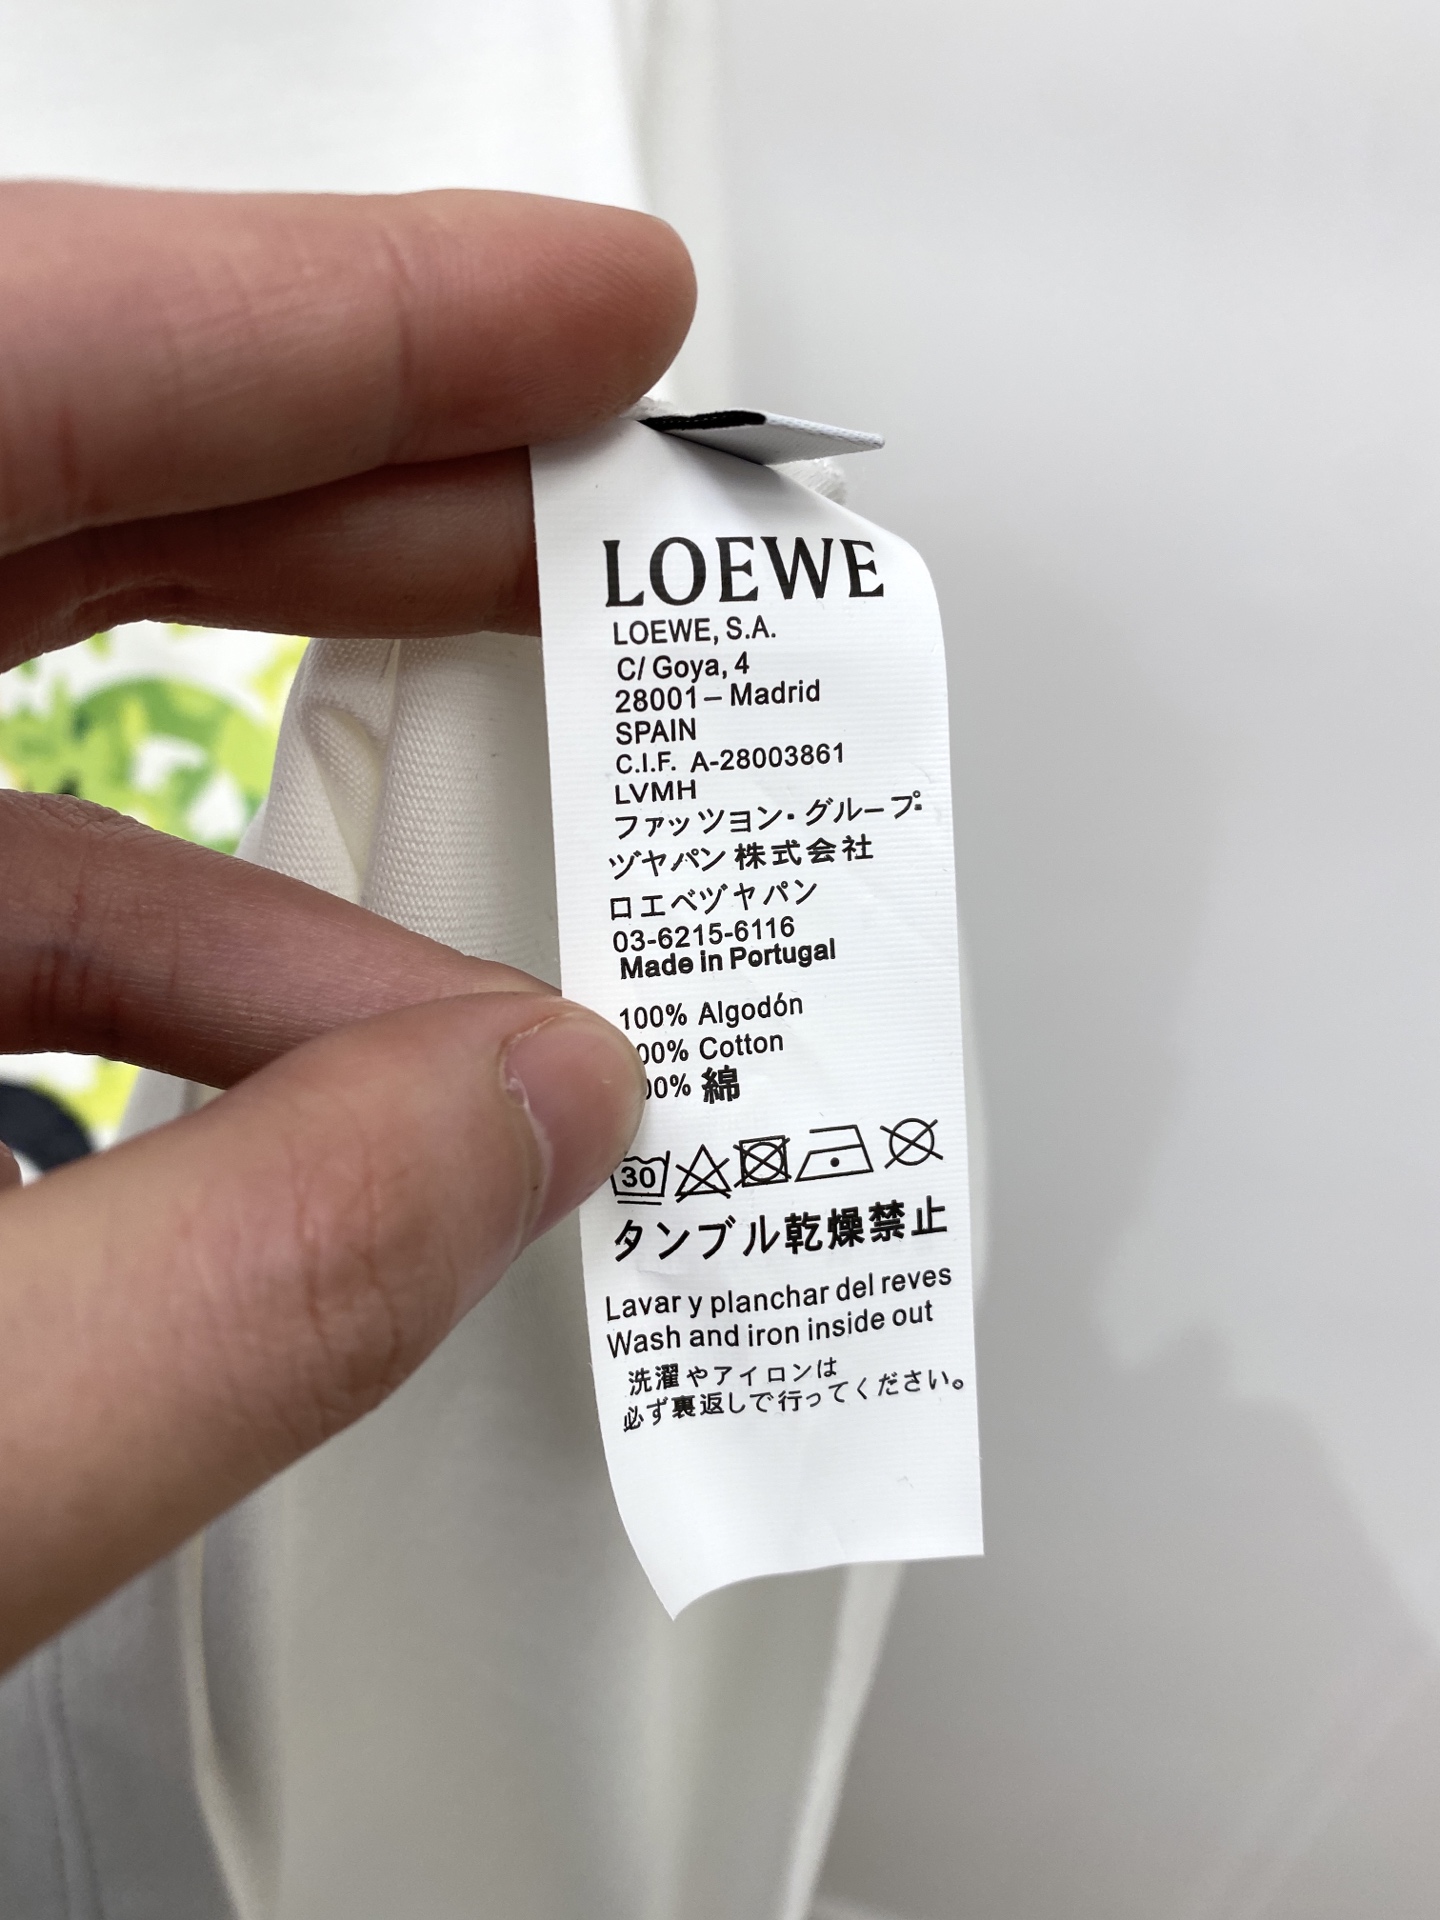 LOEWE
LOEWE, S.A.
C/ Goya, 4
28001 – Madrid
SPAIN
C.I.F. A-28003861
LVMH
ファッツヨン・グループ
ヅヤパン 株式会社
ロエベヅヤパン
03-6215-6116
Made in Portugal
100% Algodón
00% Cotton
00% 綿
30
タンブル乾燥禁止
Lavar y planchar del reves
Wash and iron inside out
洗濯やアイロンは
必ず裏返しで行ってください。